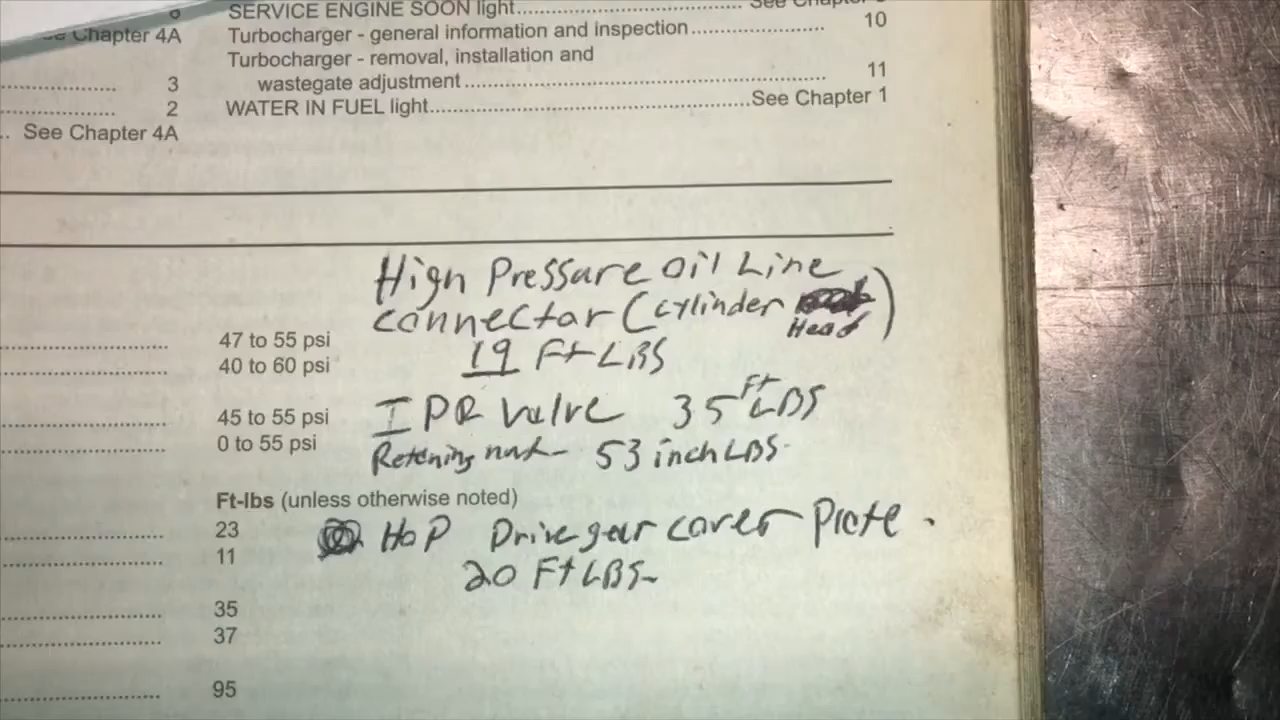 8
SERVICE ENGINE SOON light........................................ See Chapter
Chapter 4A
Turbocharger - general information and inspection........................ 10
Turbocharger - removal, installation and
.................... 3
wastegate adjustment................................................................ 11
.................... 2
WATER IN FUEL light.........................................................See Chapter 1
.. See Chapter 4A
High Pressure oil Line
connector (cylinder Head)
............................ 47 to 55 psi
19 Ft LBS
............................ 40 to 60 psi
IPR valve 35 Ft LBS
............................ 45 to 55 psi
Retening nut- 53 inch LBS-
............................ 0 to 55 psi
Ft-lbs (unless otherwise noted)
............................ 23
HoP Drive gear cover Plate.
............................ 11
20 Ft LBS-
............................ 35
............................ 37
............................ 95